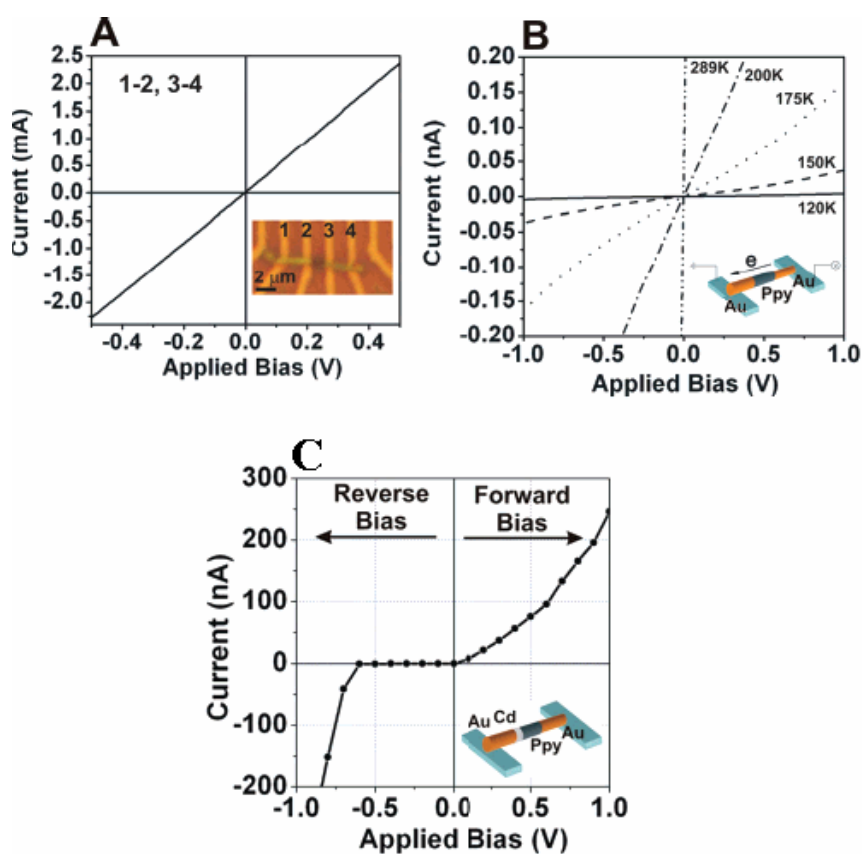 A
2.5
2.0
1.5
1.0
0.5
0.0
-0.5
-1.0
-1.5
-2.0
Current (mA)
1-2, 3-4
1 2 3 4
2 μm
-0.4 -0.2 0.0 0.2 0.4
Applied Bias (V)
B
0.20
0.15
0.10
0.05
0.00
-0.05
-0.10
-0.15
-0.20
Current (nA)
289K 200K
175K
150K
120K
e
Au Ppy Au
-1.0 -0.5 0.0 0.5 1.0
Applied Bias (V)
C
300
200
100
0
-100
-200
Current (nA)
Reverse
Bias
Forward
Bias
Au Cd
Ppy Au
-1.0 -0.5 0.0 0.5 1.0
Applied Bias (V)